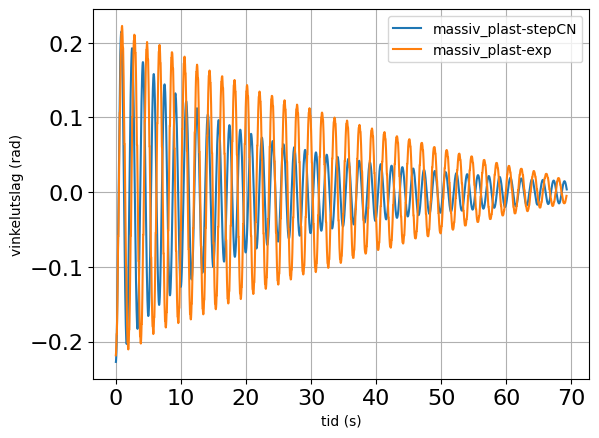 massiv_plast-stepCN
massiv_plast-exp
vinkelutslag (rad)
0.2
0.1
0.0
−0.1
−0.2
0 10 20 30 40 50 60 70
tid (s)